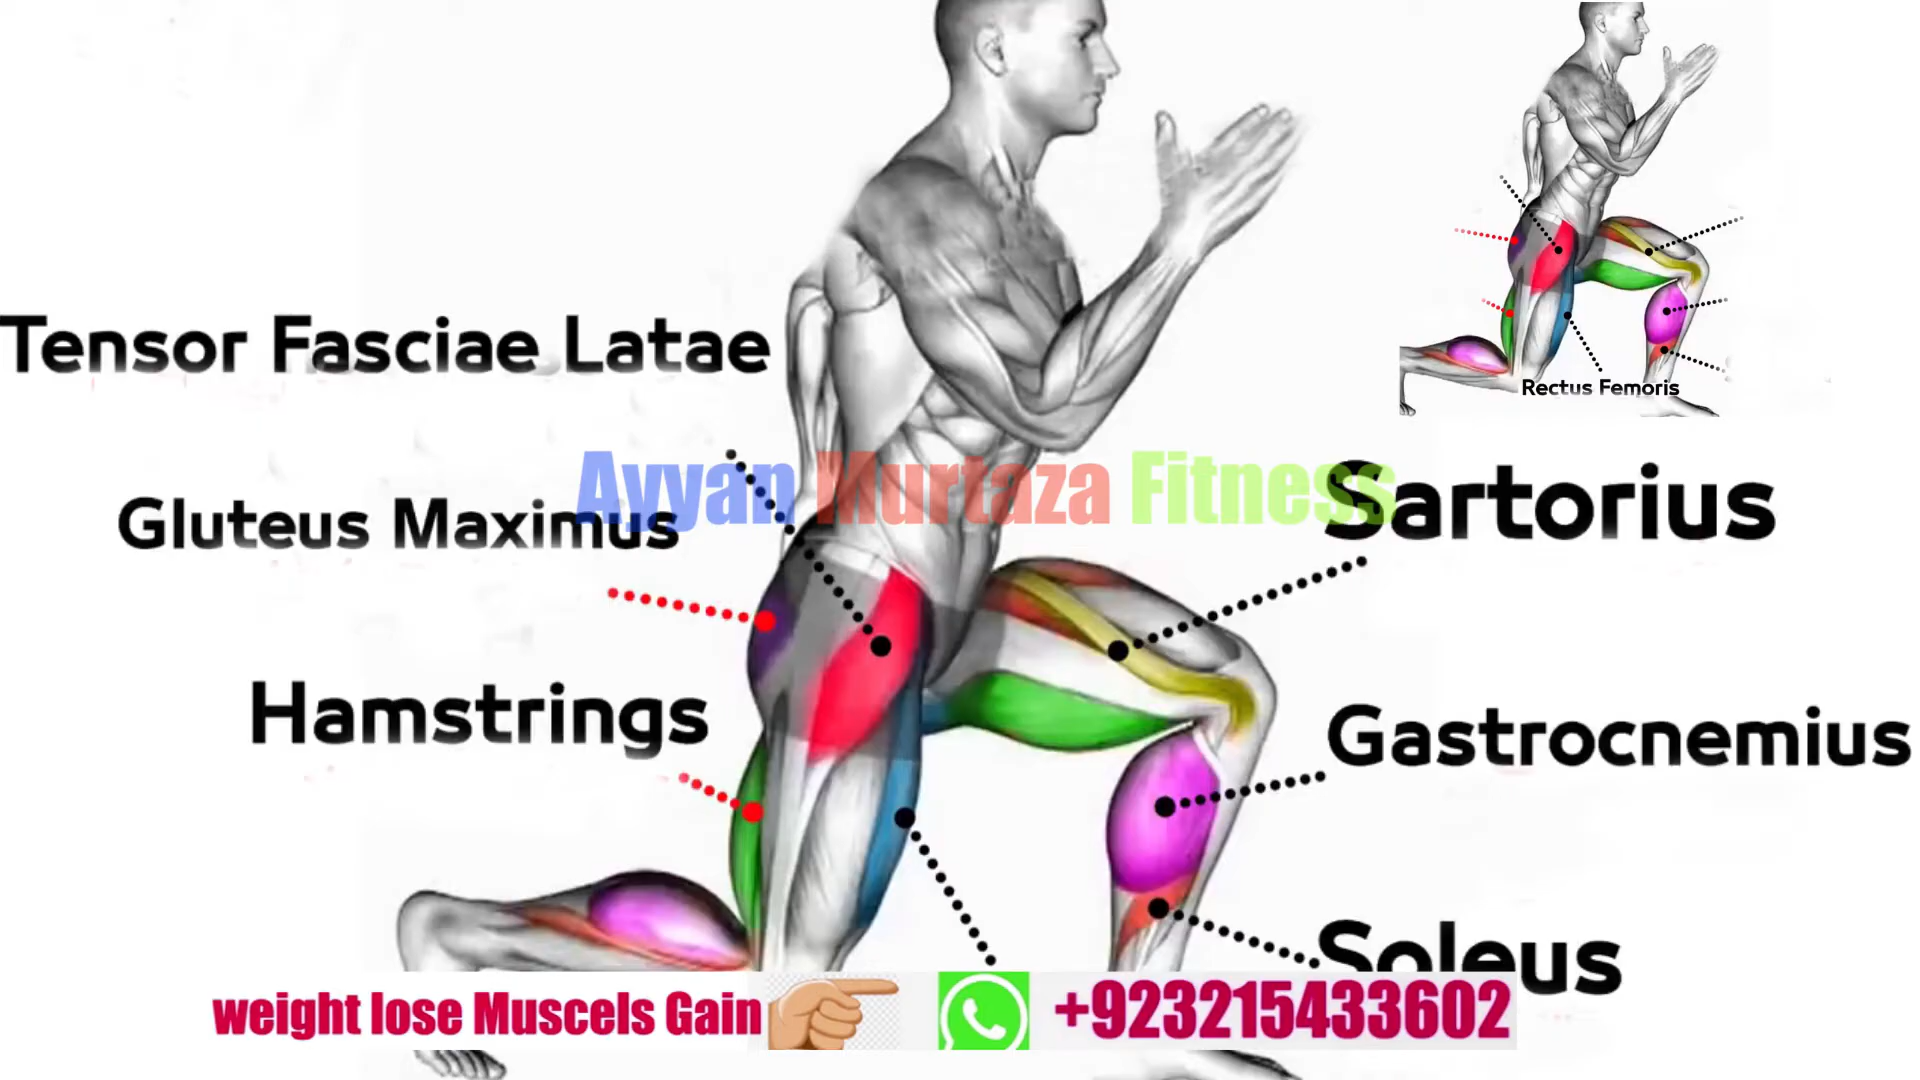 Tensor Fasciae Latae
Rectus Femoris
Ayyan Murtaza Fitness
Gluteus Maximus
Sartorius
Hamstrings
Gastrocnemius
Soleus
weight lose Muscels Gain
+923215433602